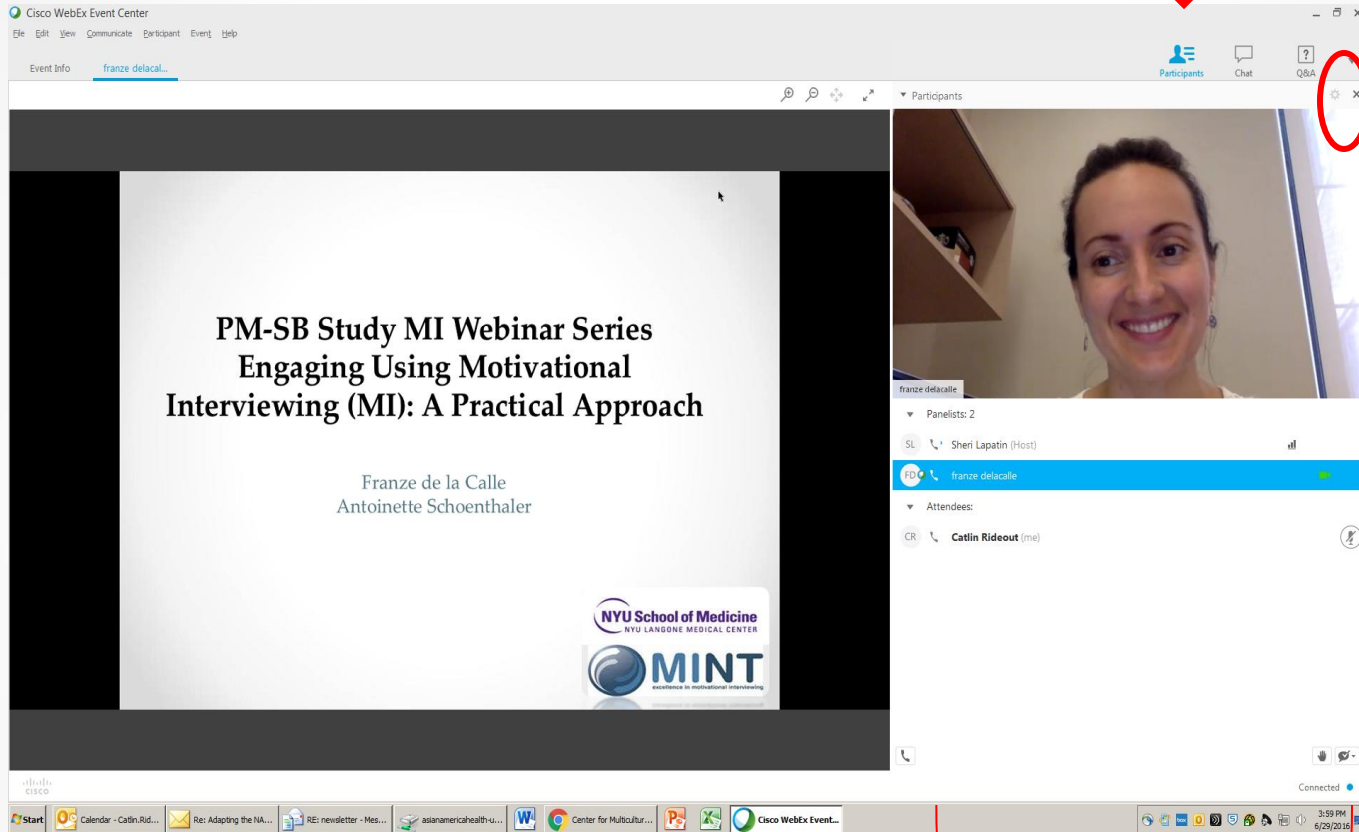 Cisco WebEx Event Center
File Edit View Communicate Participant Event Help
Event Info franze delacal...
Participants Chat Q&A
Participants
PM-SB Study MI Webinar Series
Engaging Using Motivational
Interviewing (MI): A Practical Approach
Franze de la Calle
Antoinette Schoenthaler
NYU School of Medicine
NYU LANGONE MEDICAL CENTER
MINT
excellence in motivational interviewing
franze delacalle
Panelists: 2
SL Sheri Lapatin (Host)
FD franze delacalle
Attendees:
CR Catlin Rideout (me)
CISCO
Connected
Start Calendar - Catlin.Rid... Re: Adapting the NA... RE: newsletter - Mes... asianamericahealth-u... Center for Multicultur... Cisco WebEx Event...
3:59 PM
6/29/2016